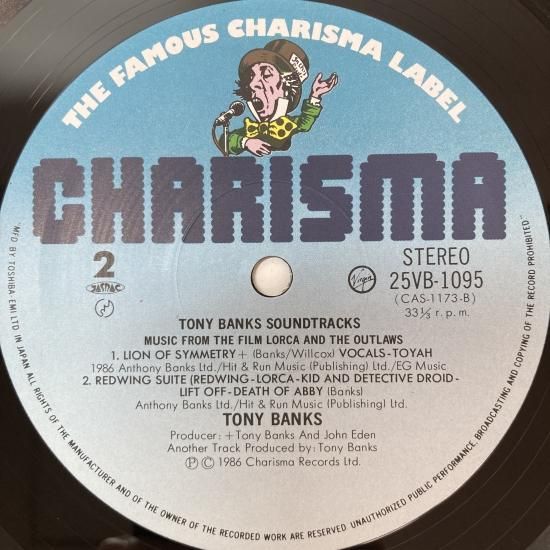 THE FAMOUS CHARISMA LABEL
CHARISMA
2
JASRAC
STEREO
Virgin
25VB-1095
(CAS-1173-B)
33⅓ r.p.m.
TONY BANKS SOUNDTRACKS
MUSIC FROM THE FILM LORCA AND THE OUTLAWS
1. LION OF SYMMETRY+ (Banks/Willcox) VOCALS-TOYAH
1986 Anthony Banks Ltd./Hit & Run Music (Publishing) Ltd./EG Music
2. REDWING SUITE (REDWING-LORCA-KID AND DETECTIVE DROID-
LIFT OFF-DEATH OF ABBY (Banks)
Anthony Banks Ltd./Hit & Run Music (Publishing) Ltd.
TONY BANKS
Producer: +Tony Banks And John Eden
Another Track Produced by: Tony Banks
Ⓟ © 1986 Charisma Records Ltd.
"MF'D BY TOSHIBA-EMI LTD. IN JAPAN ALL RIGHTS OF THE MANUFACTURER AND OF THE OWNER OF THE RECORDED WORK ARE RESERVED. UNAUTHORIZED PUBLIC PERFORMANCE, BROADCASTING AND COPYING OF THIS RECORD PROHIBITED"